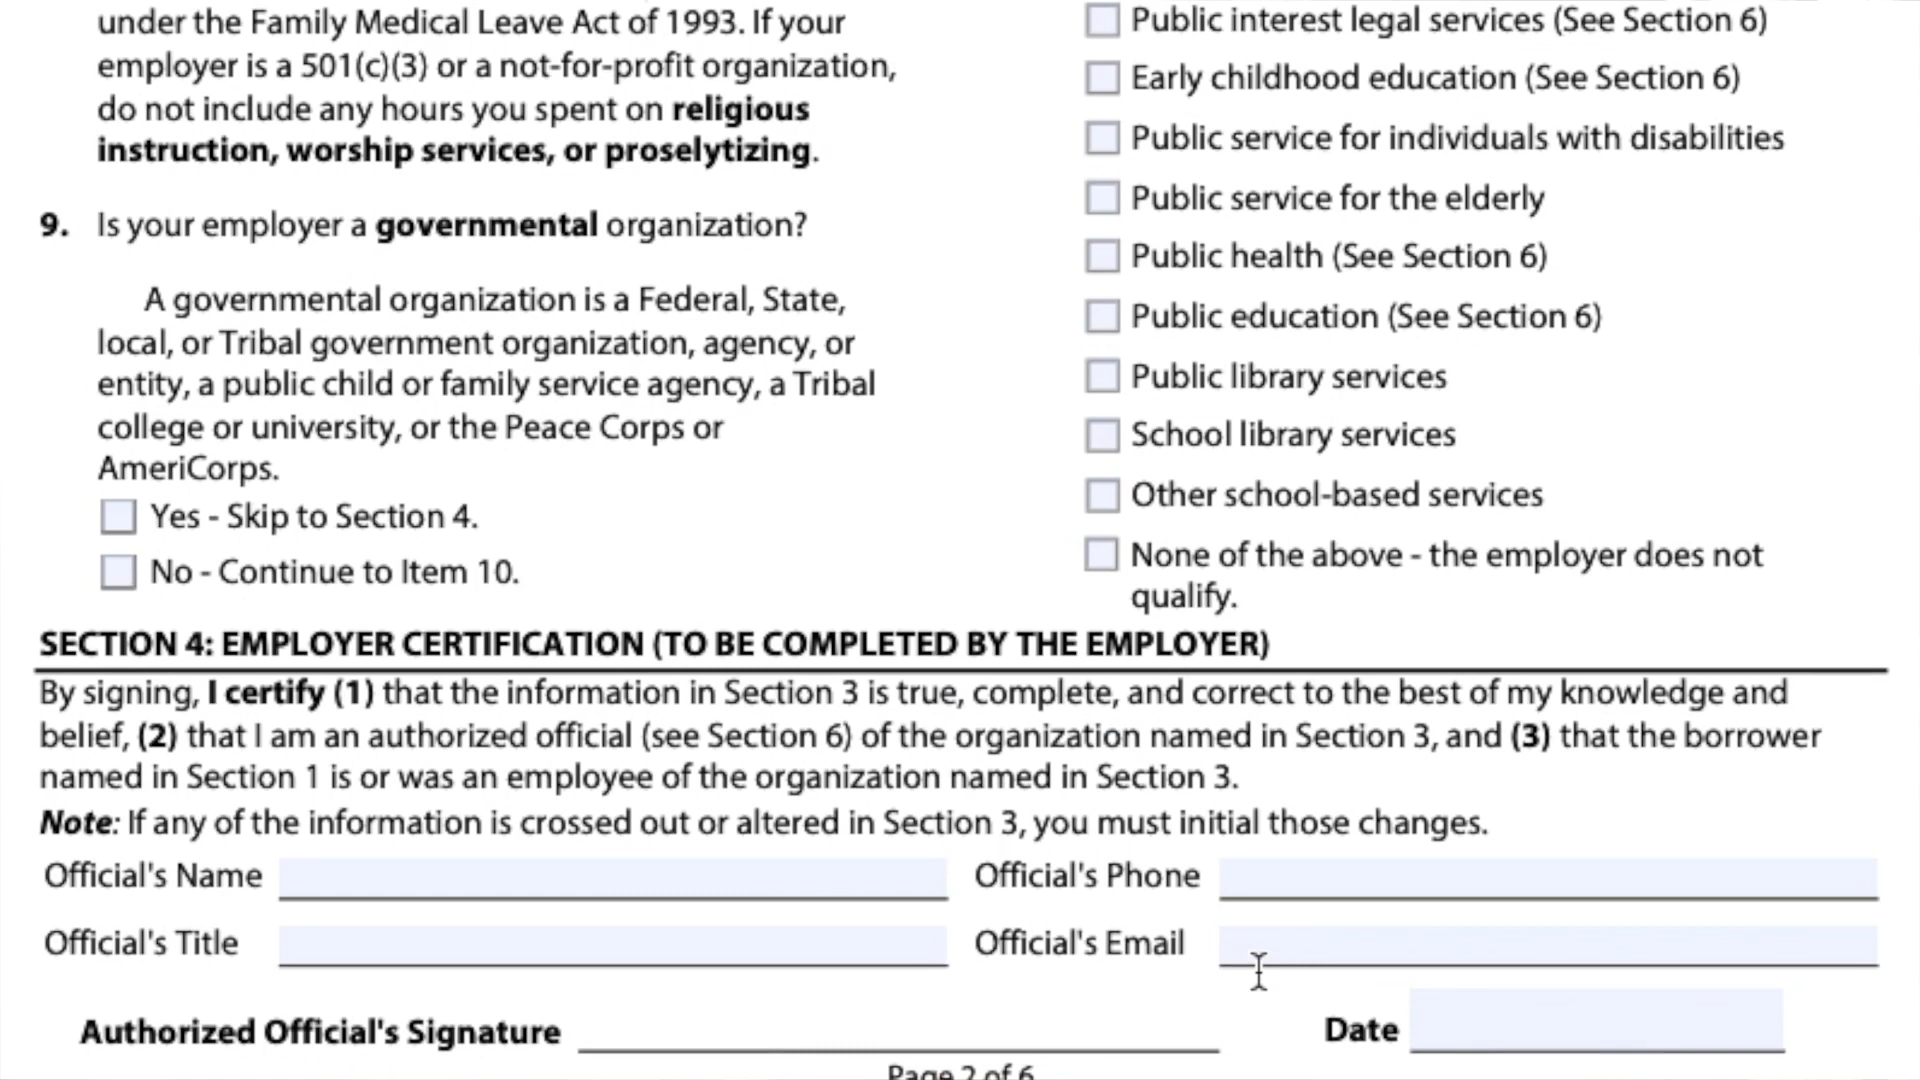 under the Family Medical Leave Act of 1993. If your
employer is a 501(c)(3) or a not-for-profit organization,
do not include any hours you spent on religious
instruction, worship services, or proselytizing.
9. Is your employer a governmental organization?
A governmental organization is a Federal, State,
local, or Tribal government organization, agency, or
entity, a public child or family service agency, a Tribal
college or university, or the Peace Corps or
AmeriCorps.
Yes - Skip to Section 4.
No - Continue to Item 10.
Public interest legal services (See Section 6)
Early childhood education (See Section 6)
Public service for individuals with disabilities
Public service for the elderly
Public health (See Section 6)
Public education (See Section 6)
Public library services
School library services
Other school-based services
None of the above - the employer does not
qualify.
SECTION 4: EMPLOYER CERTIFICATION (TO BE COMPLETED BY THE EMPLOYER)
By signing, I certify (1) that the information in Section 3 is true, complete, and correct to the best of my knowledge and
belief, (2) that I am an authorized official (see Section 6) of the organization named in Section 3, and (3) that the borrower
named in Section 1 is or was an employee of the organization named in Section 3.
Note: If any of the information is crossed out or altered in Section 3, you must initial those changes.
Official's Name
Official's Phone
Official's Title
Official's Email
Authorized Official's Signature
Date
Page 2 of 6